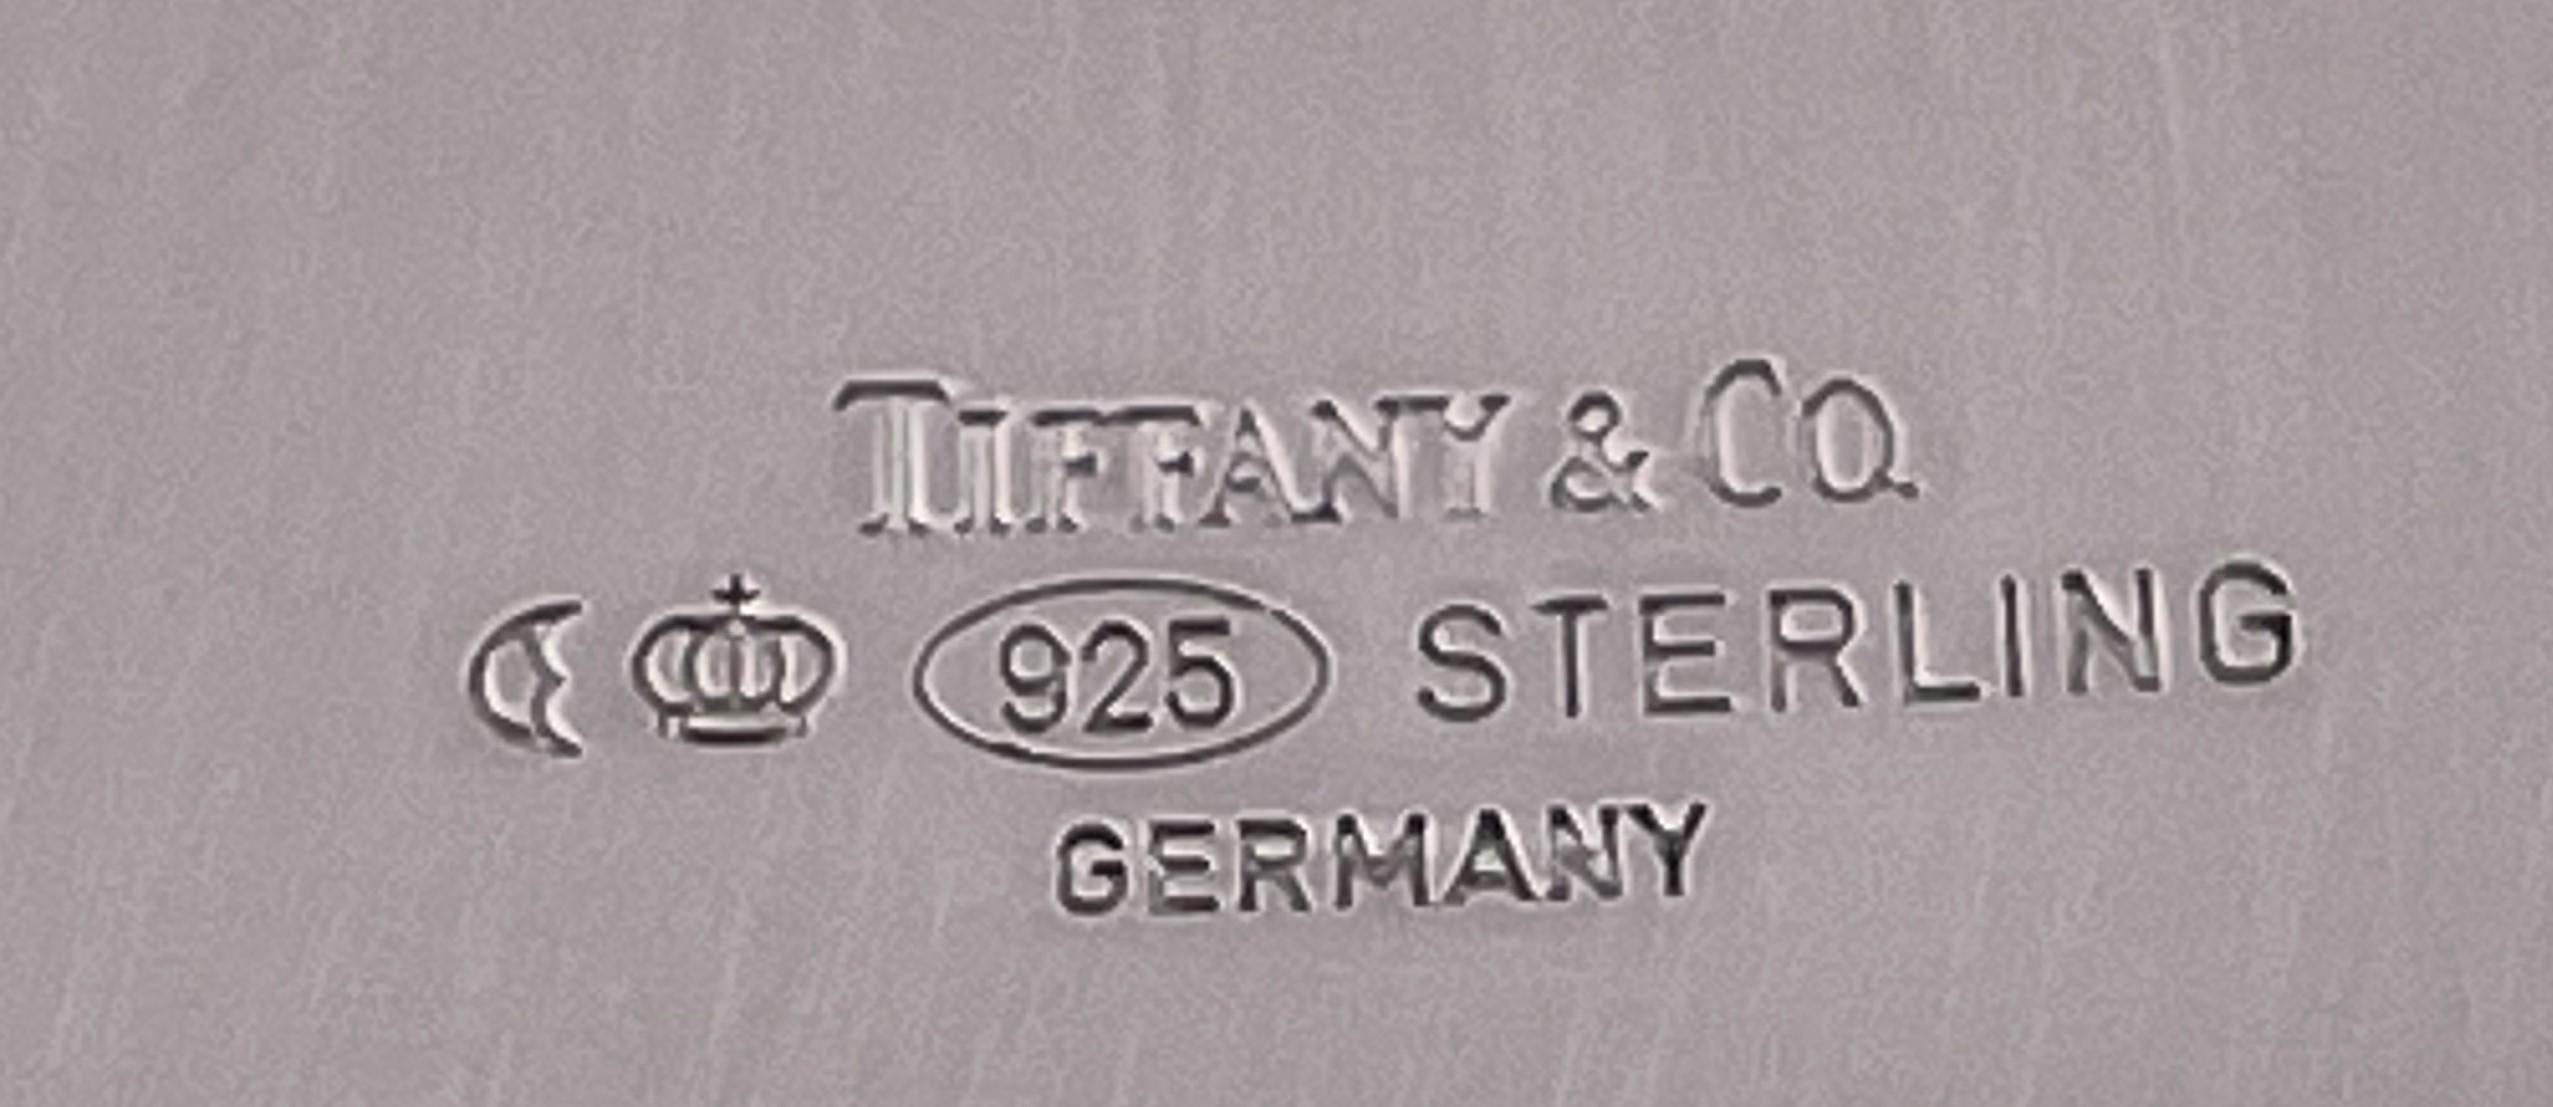 TIFFANY & CO.
925 STERLING
GERMANY